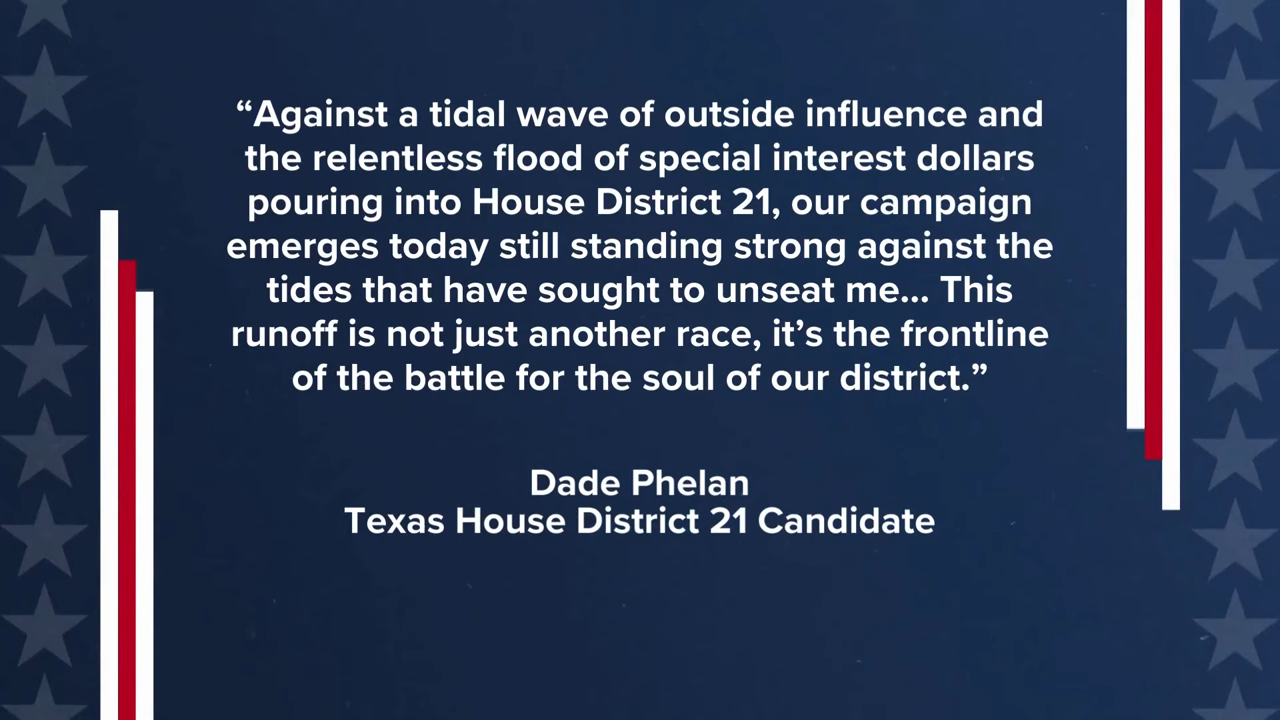 “Against a tidal wave of outside influence and
the relentless flood of special interest dollars
pouring into House District 21, our campaign
emerges today still standing strong against the
tides that have sought to unseat me... This
runoff is not just another race, it’s the frontline
of the battle for the soul of our district.”
Dade Phelan
Texas House District 21 Candidate